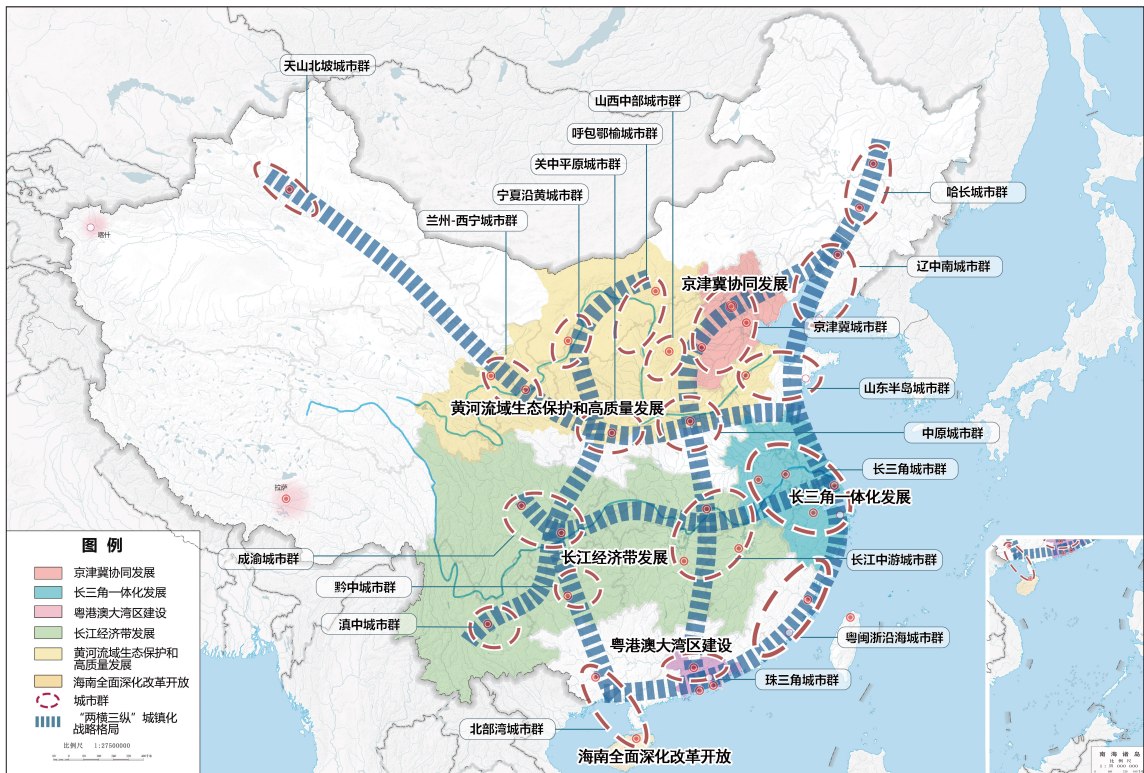 天山北坡城市群
山西中部城市群
呼包鄂榆城市群
关中平原城市群
宁夏沿黄城市群
兰州-西宁城市群
哈长城市群
喀什
辽中南城市群
京津冀协同发展
京津冀城市群
山东半岛城市群
黄河流域生态保护和高质量发展
中原城市群
长三角城市群
拉萨
长三角一体化发展
成渝城市群
长江经济带发展
长江中游城市群
黔中城市群
滇中城市群
粤港澳大湾区建设
粤闽浙沿海城市群
珠三角城市群
北部湾城市群
海南全面深化改革开放
图 例
京津冀协同发展
长三角一体化发展
粤港澳大湾区建设
长江经济带发展
黄河流域生态保护和
高质量发展
海南全面深化改革开放
城市群
“两横三纵”城镇化
战略格局
比例尺 1:27500000
南海诸岛
比例尺